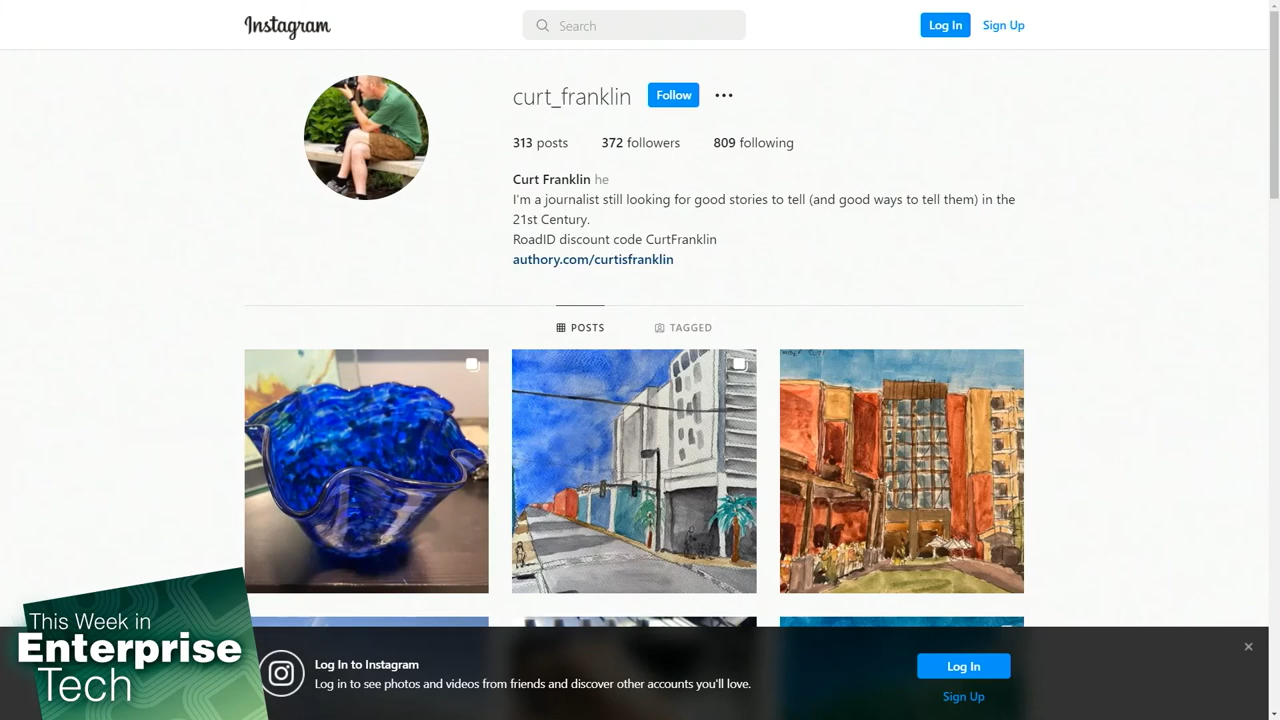 Instagram
Search
Log In
Sign Up
curt_franklin
Follow
313 posts
372 followers
809 following
Curt Franklin he
I'm a journalist still looking for good stories to tell (and good ways to tell them) in the
21st Century.
RoadID discount code CurtFranklin
authory.com/curtisfranklin
POSTS
TAGGED
This Week in
Enterprise
Tech
Log In to Instagram
Log in to see photos and videos from friends and discover other accounts you'll love.
Log In
Sign Up